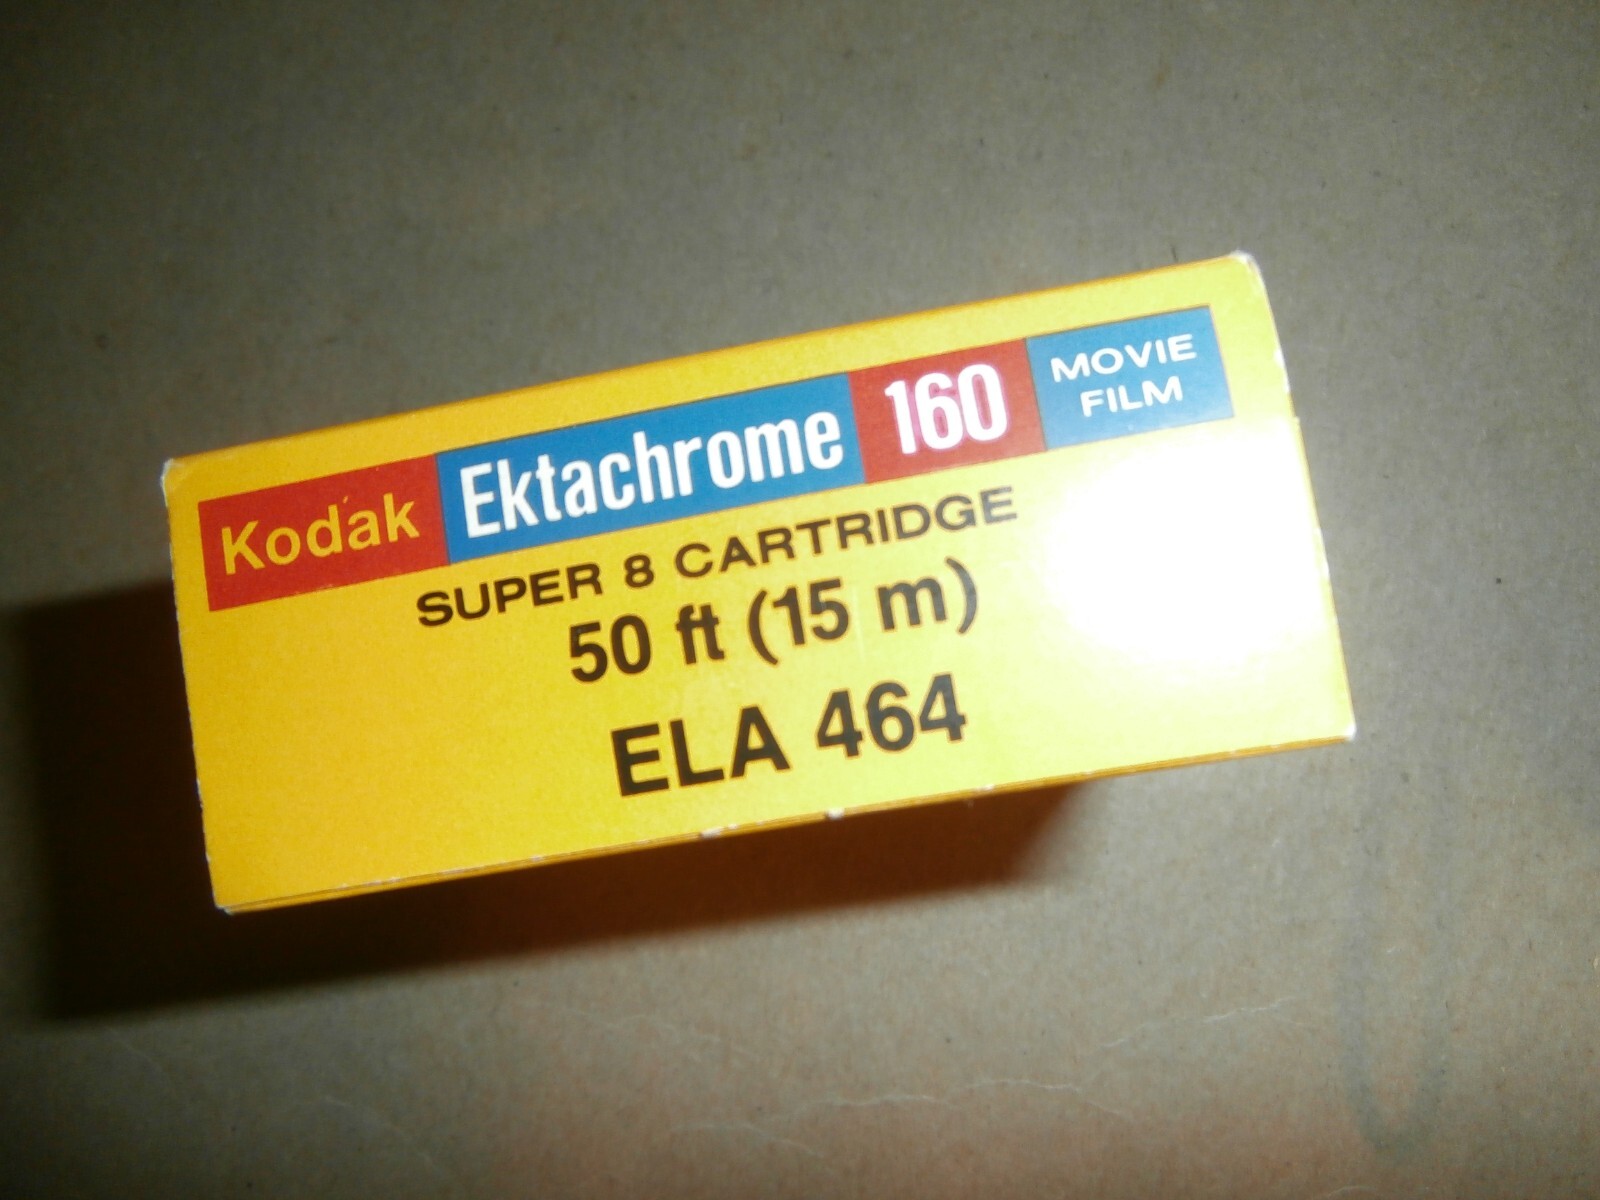 Kodak Ektachrome 160 MOVIE FILM
SUPER 8 CARTRIDGE
50 ft (15 m)
ELA 464